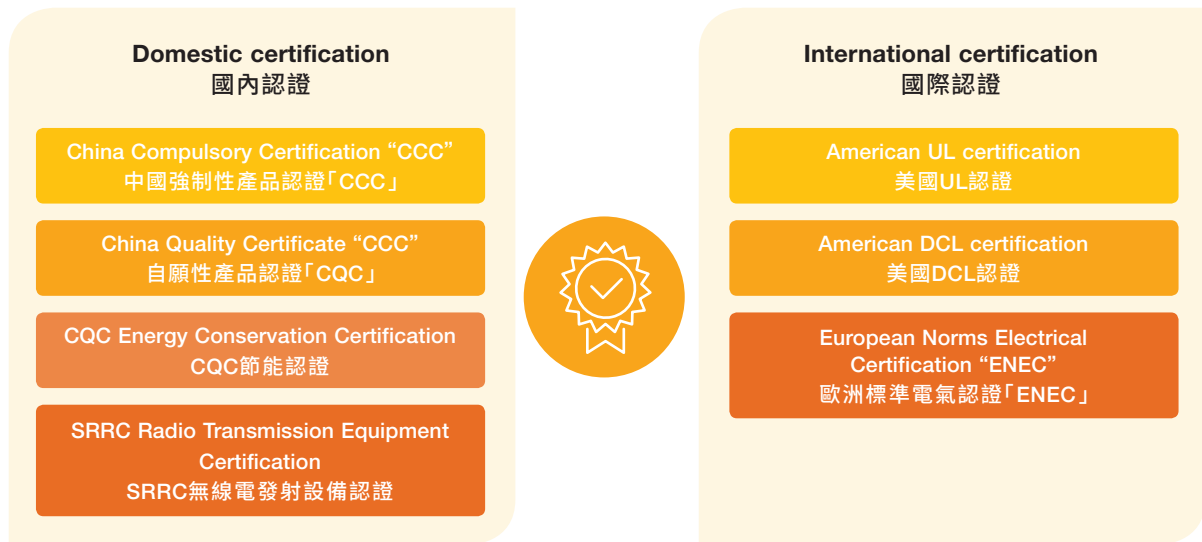 Domestic certification
國內認證
China Compulsory Certification “CCC”
中國強制性產品認證「CCC」
China Quality Certificate “CCC”
自願性產品認證「CQC」
CQC Energy Conservation Certification
CQC節能認證
SRRC Radio Transmission Equipment
Certification
SRRC無線電發射設備認證
International certification
國際認證
American UL certification
美國UL認證
American DCL certification
美國DCL認證
European Norms Electrical
Certification “ENEC”
歐洲標準電氣認證「ENEC」